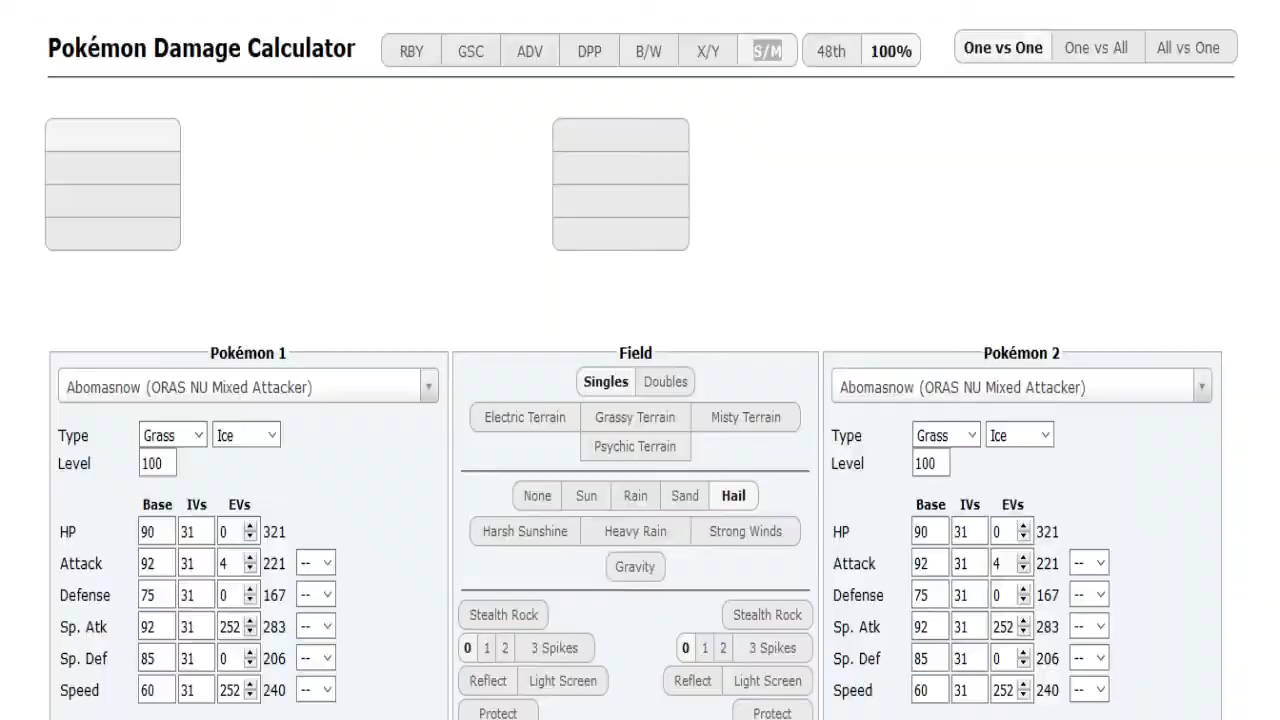 Pokémon Damage Calculator RBY GSC ADV DPP B/W X/Y S/M 48th 100% One vs One One vs All All vs One
Pokémon 1
Abomasnow (ORAS NU Mixed Attacker)
Type Grass Ice
Level 100
Base IVs EVs
HP 90 31 0 321
Attack 92 31 4 221 --
Defense 75 31 0 167 --
Sp. Atk 92 31 252 283 --
Sp. Def 85 31 0 206 --
Speed 60 31 252 240 --
Field
Singles Doubles
Electric Terrain Grassy Terrain Misty Terrain
Psychic Terrain
None Sun Rain Sand Hail
Harsh Sunshine Heavy Rain Strong Winds
Gravity
Stealth Rock Stealth Rock
0 1 2 3 Spikes 0 1 2 3 Spikes
Reflect Light Screen Reflect Light Screen
Protect Protect
Pokémon 2
Abomasnow (ORAS NU Mixed Attacker)
Type Grass Ice
Level 100
Base IVs EVs
HP 90 31 0 321
Attack 92 31 4 221 --
Defense 75 31 0 167 --
Sp. Atk 92 31 252 283 --
Sp. Def 85 31 0 206 --
Speed 60 31 252 240 --